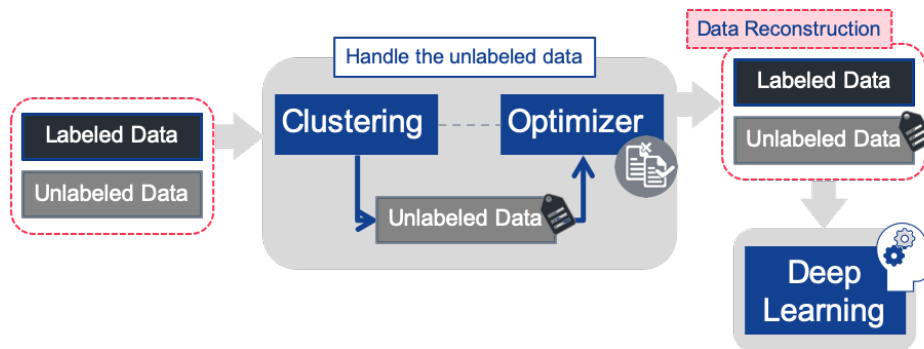 Labeled Data
Unlabeled Data
Handle the unlabeled data
Clustering
Optimizer
Unlabeled Data
Data Reconstruction
Labeled Data
Unlabeled Data
Deep
Learning